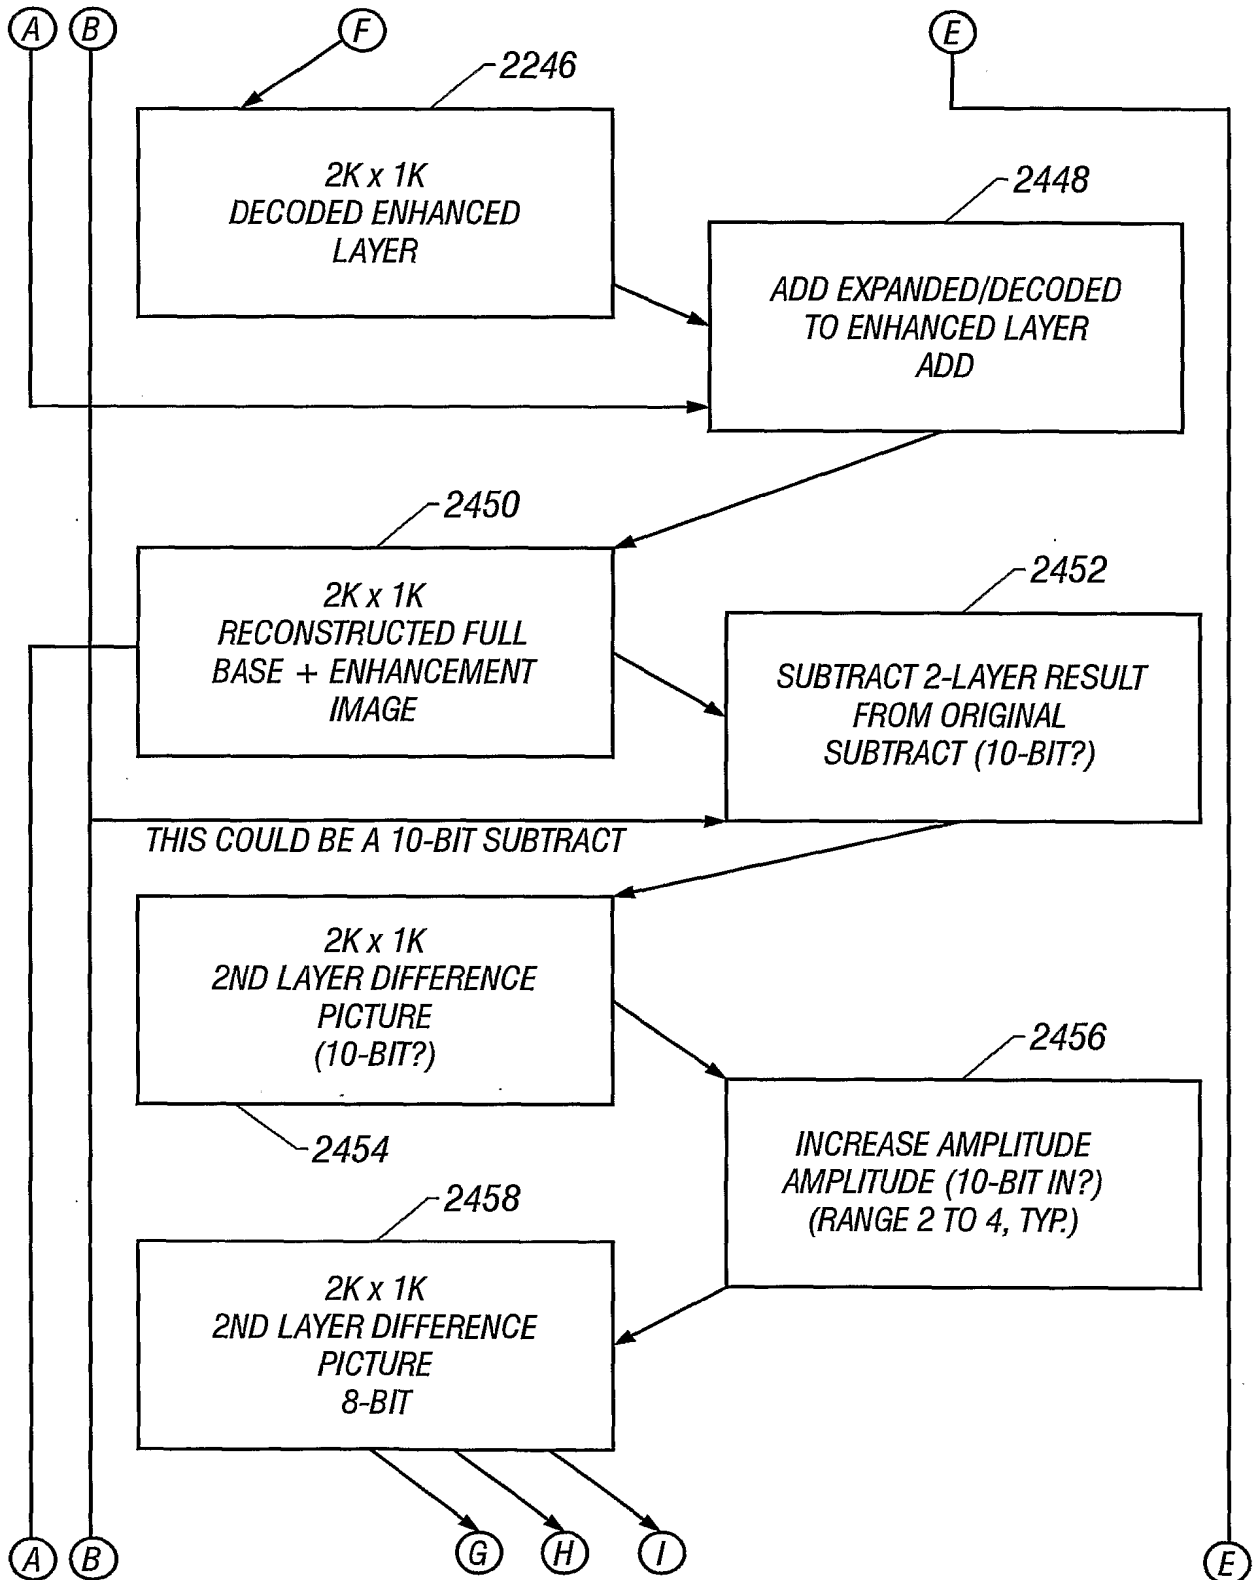 A B F E
2246
2K x 1K
DECODED ENHANCED
LAYER
2448
ADD EXPANDED/DECODED
TO ENHANCED LAYER
ADD
2450
2K x 1K
RECONSTRUCTED FULL
BASE + ENHANCEMENT
IMAGE
2452
SUBTRACT 2-LAYER RESULT
FROM ORIGINAL
SUBTRACT (10-BIT?)
THIS COULD BE A 10-BIT SUBTRACT
2K x 1K
2ND LAYER DIFFERENCE
PICTURE
(10-BIT?)
2454
2456
INCREASE AMPLITUDE
AMPLITUDE (10-BIT IN?)
(RANGE 2 TO 4, TYP.)
2458
2K x 1K
2ND LAYER DIFFERENCE
PICTURE
8-BIT
A B G H I E